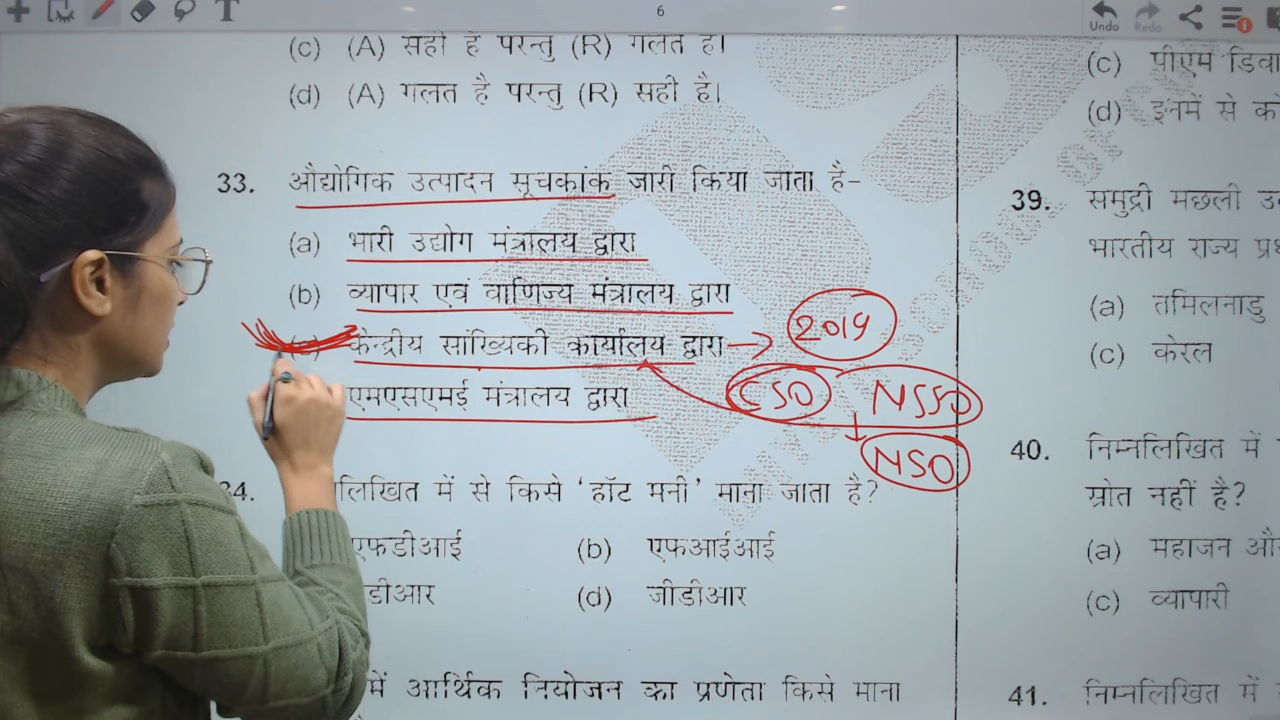 6
Undo
Redo
(c) (A) सही है परन्तु (R) गलत है।
(d) (A) गलत है परन्तु (R) सही है।
33. औद्योगिक उत्पादन सूचकांक जारी किया जाता है-
(a) भारी उद्योग मंत्रालय द्वारा
(b) व्यापार एवं वाणिज्य मंत्रालय द्वारा
केन्द्रीय सांख्यिकी कार्यालय द्वारा
2019
CSO NSSO
NSO
एमएसएमई मंत्रालय द्वारा
में से किसे 'हॉट मनी' माना जाता है?
एफडीआई
(b) एफआईआई
(d) जीडीआर
में आर्थिक नियोजन का प्रणेता किसे माना
(c) पीएम
(d) इनमें से
39. समुद्री मछली
भारतीय राज्य
(a) तमिलनाडु
(c) केरल
40. निम्नलिखित में
स्रोत नहीं है?
(a) महाजन
(c) व्यापारी
41. निम्नलिखित में